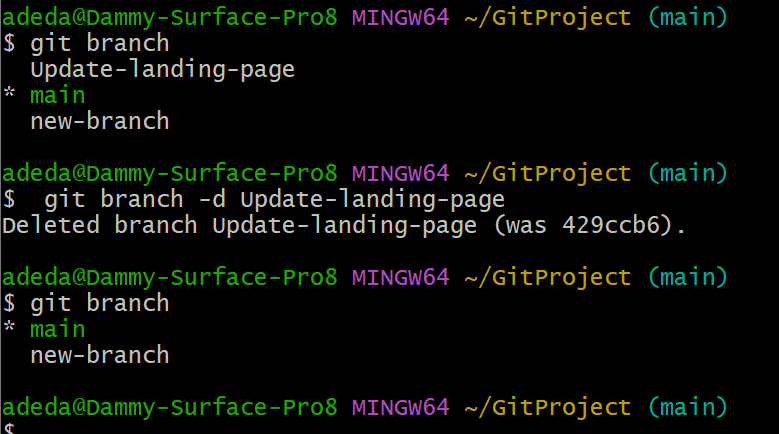 adeda@Dammy-Surface-Pro8 MINGW64 ~/GitProject (main)
$ git branch
  Update-landing-page
* main
  new-branch

adeda@Dammy-Surface-Pro8 MINGW64 ~/GitProject (main)
$  git branch -d Update-landing-page
Deleted branch Update-landing-page (was 429ccb6).

adeda@Dammy-Surface-Pro8 MINGW64 ~/GitProject (main)
$ git branch
* main
  new-branch

adeda@Dammy-Surface-Pro8 MINGW64 ~/GitProject (main)
$